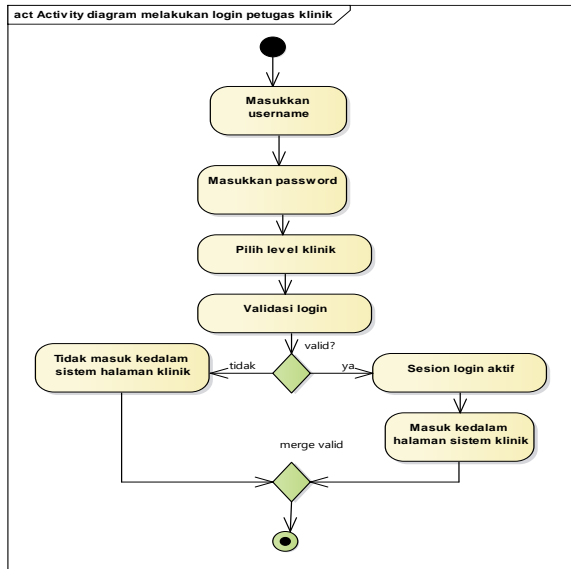 act Activity diagram melakukan login petugas klinik
Masukkan
username
Masukkan password
Pilih level klinik
Validasi login
valid?
tidak
ya
Tidak masuk kedalam
sistem halaman klinik
Sesion login aktif
Masuk kedalam
halaman sistem klinik
merge valid